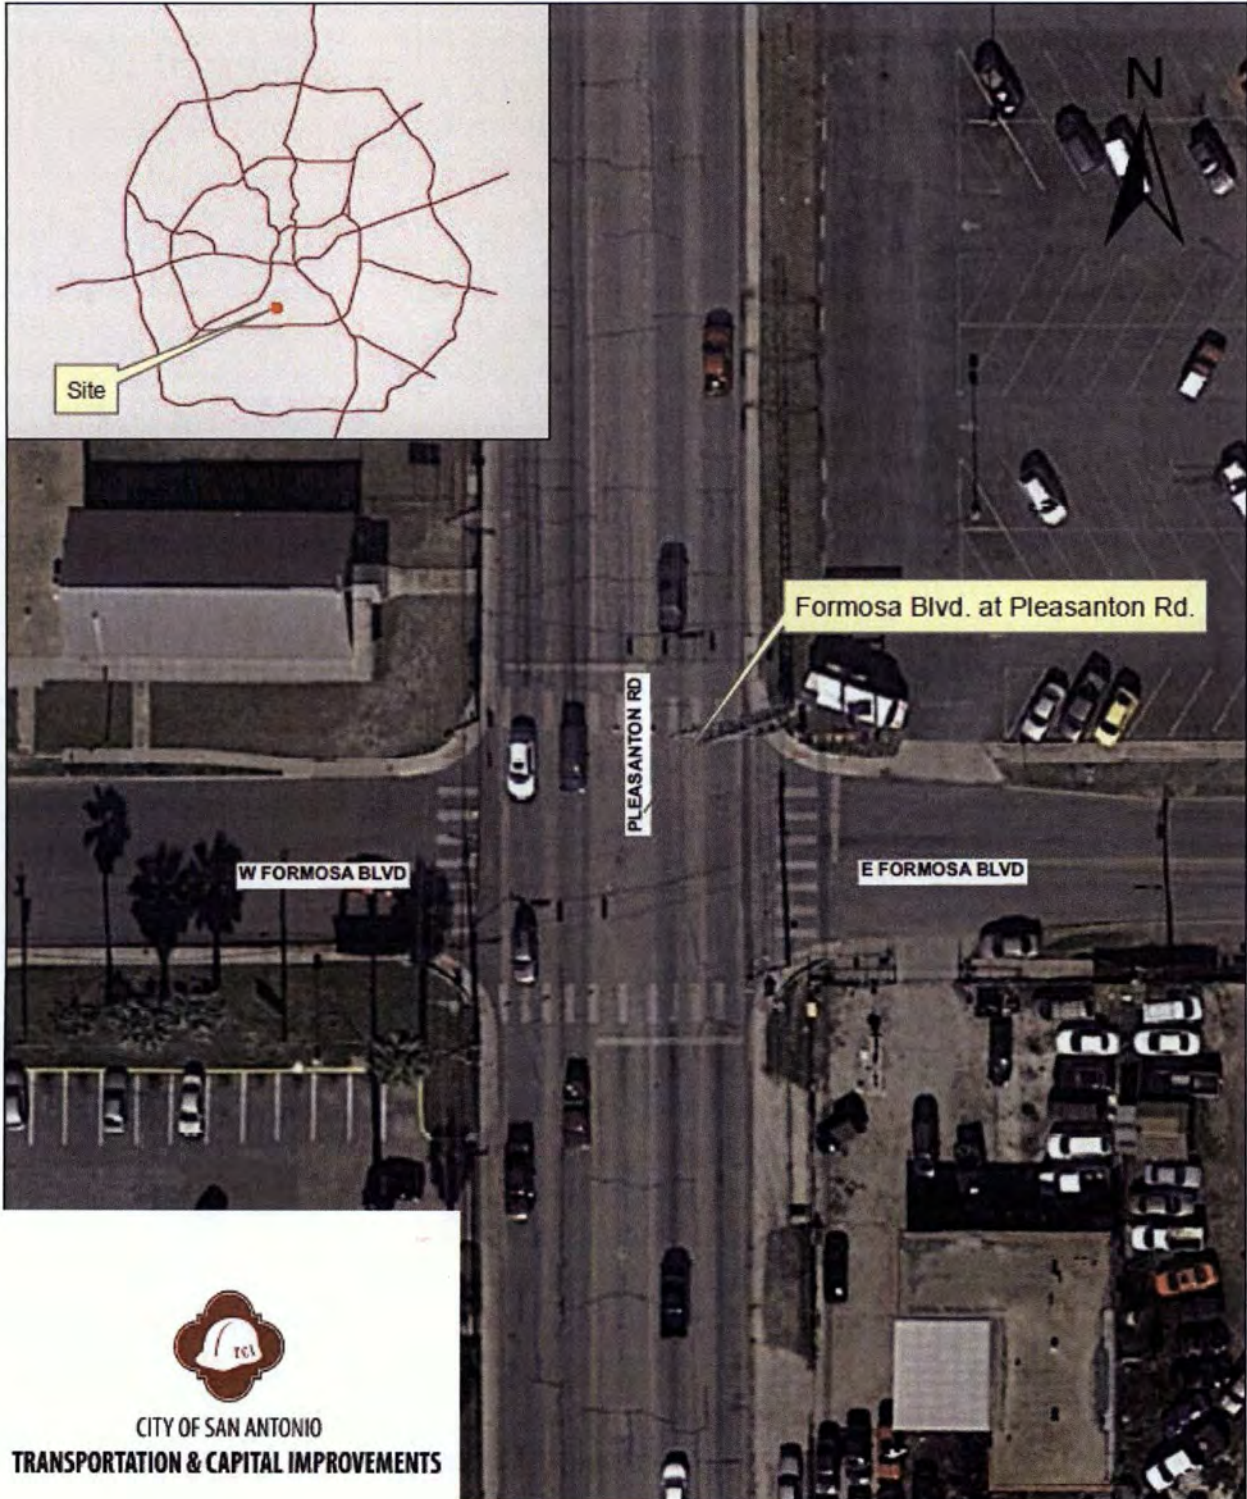 N
Site
Formosa Blvd. at Pleasanton Rd.
PLEASANTON RD
W FORMOSA BLVD
E FORMOSA BLVD
TCI
CITY OF SAN ANTONIO
TRANSPORTATION & CAPITAL IMPROVEMENTS